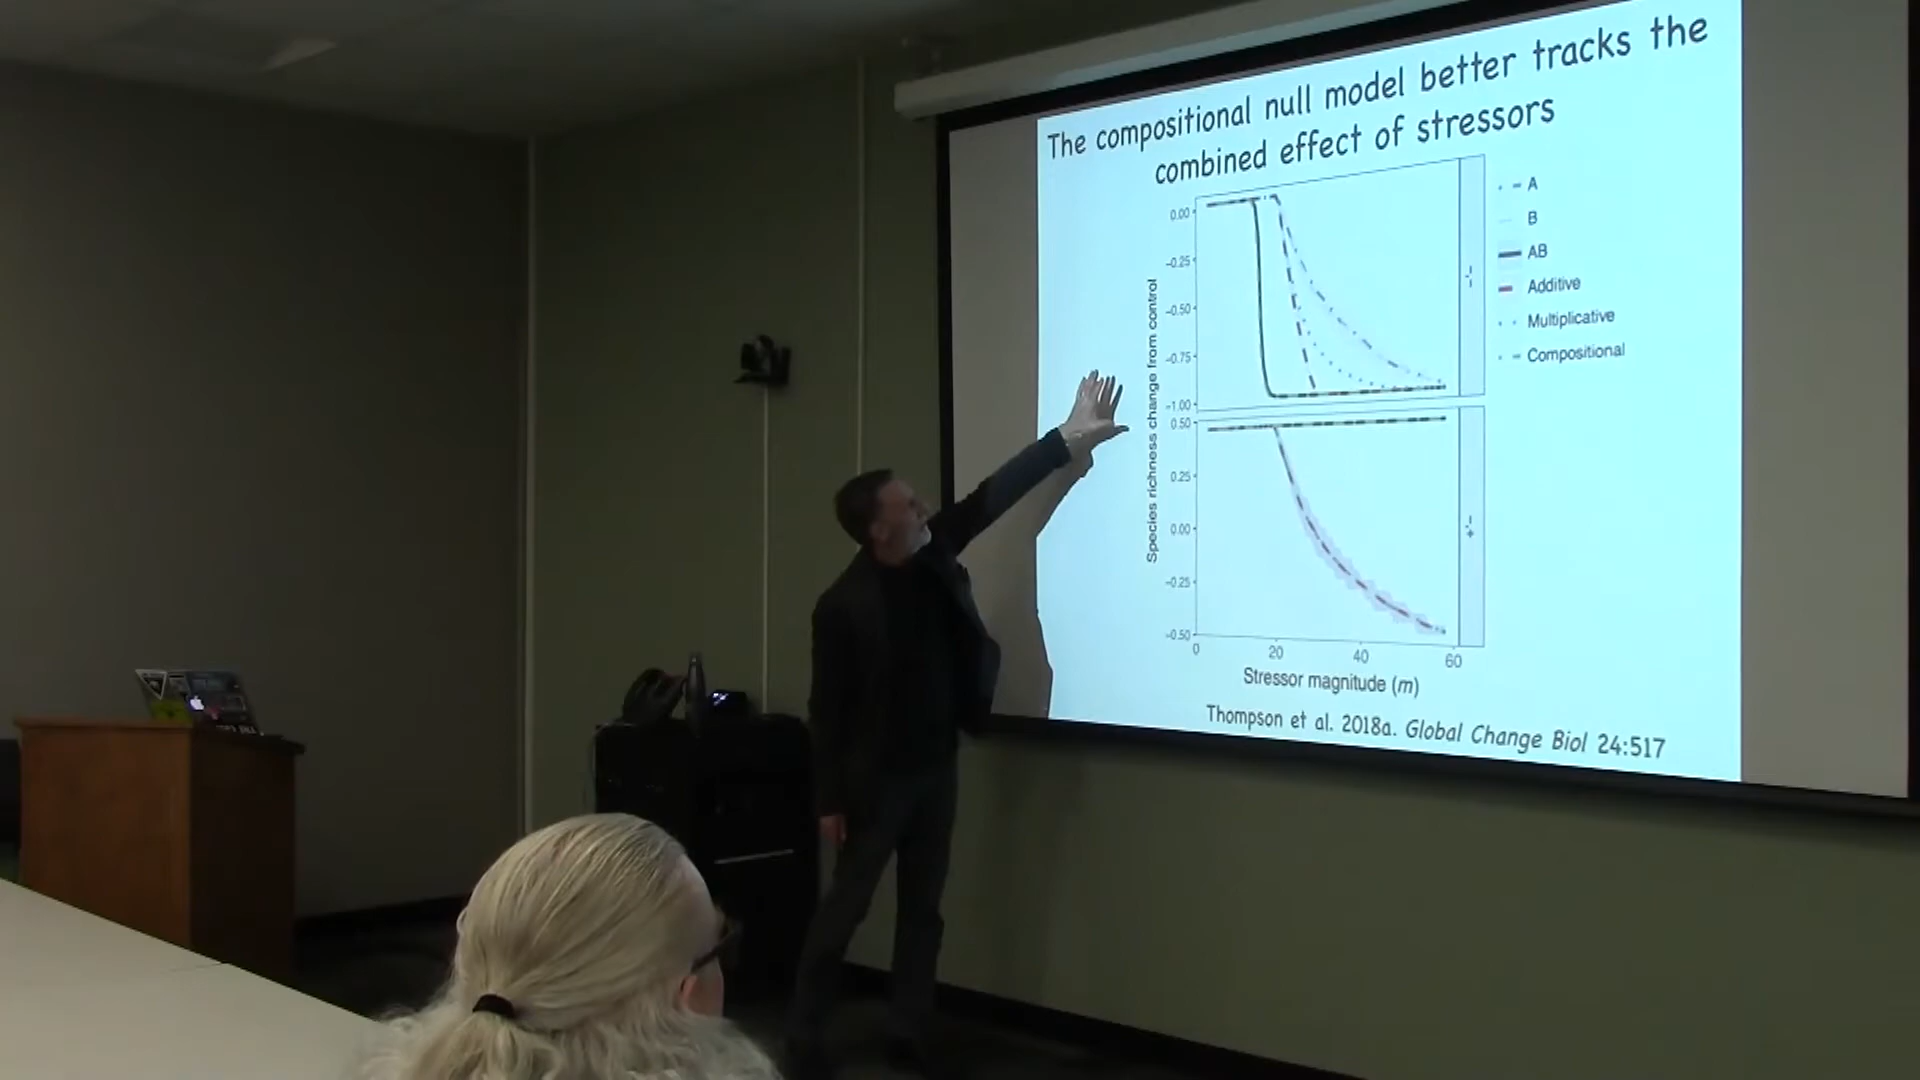 The compositional null model better tracks the
combined effect of stressors
0.00
-0.25
-0.50
-0.75
-1.00
0.50
0.25
0.00
-0.25
-0.50
0 20 40 60
Species richness change from control
Stressor magnitude (m)
A
B
AB
Additive
Multiplicative
Compositional
Thompson et al. 2018a. Global Change Biol 24:517